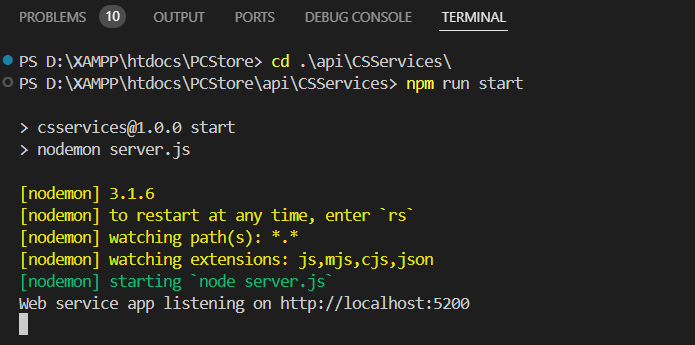 PROBLEMS 10 OUTPUT PORTS DEBUG CONSOLE TERMINAL
PS D:\XAMPP\htdocs\PCStore> cd .\api\CSServices\
PS D:\XAMPP\htdocs\PCStore\api\CSServices> npm run start
> csservices@1.0.0 start
> nodemon server.js
[nodemon] 3.1.6
[nodemon] to restart at any time, enter `rs`
[nodemon] watching path(s): *.*
[nodemon] watching extensions: js,mjs,cjs,json
[nodemon] starting `node server.js`
Web service app listening on http://localhost:5200